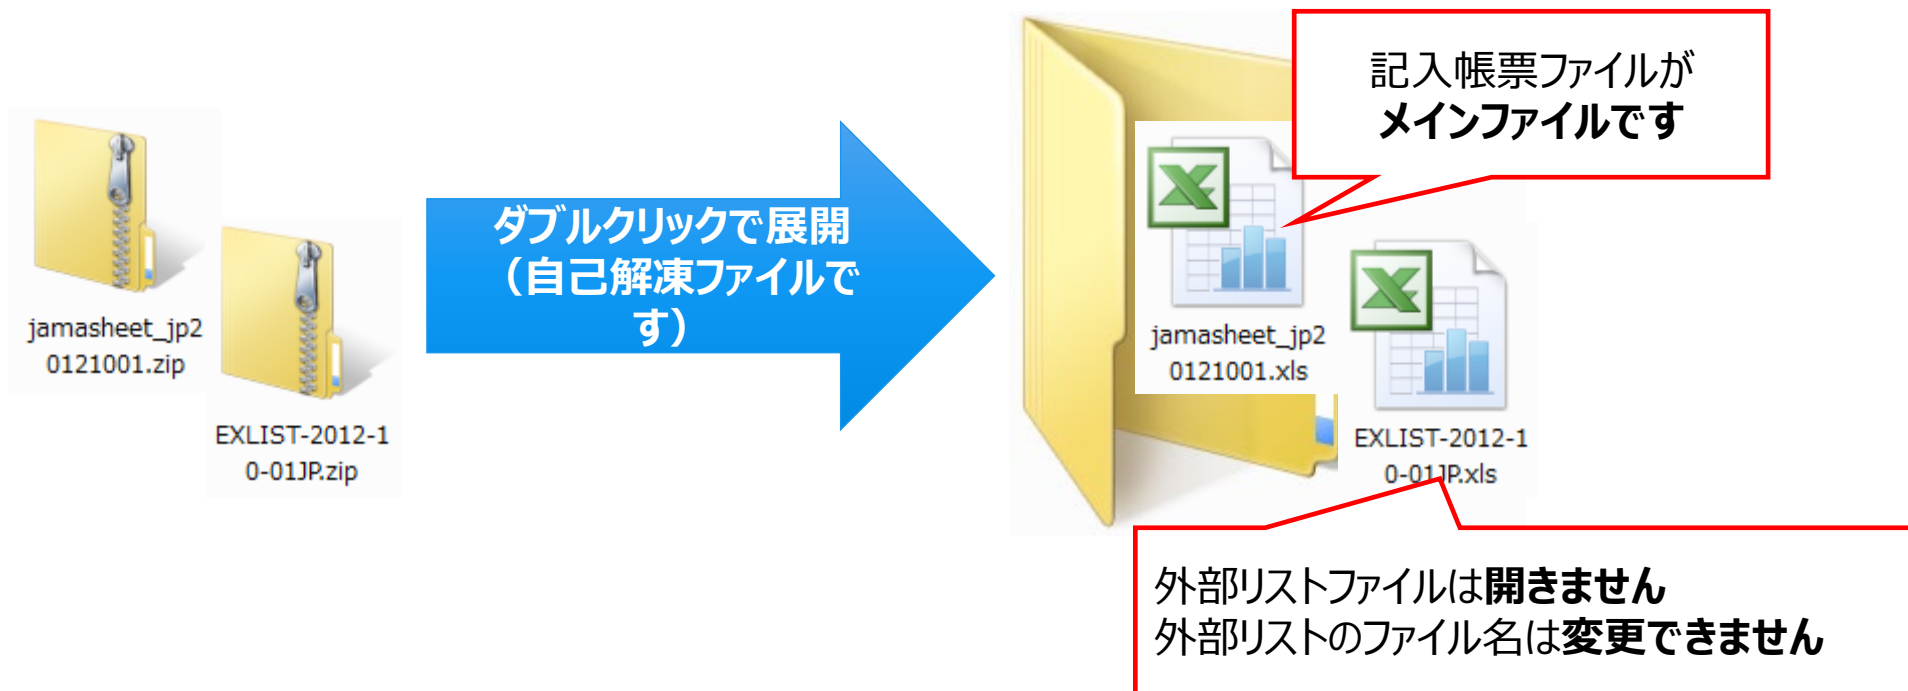 jamasheet_jp2
0121001.zip
EXLIST-2012-1
0-01JP.zip
ダブルクリックで展開
（自己解凍ファイルで
す）
記入帳票ファイルが
メインファイルです
jamasheet_jp2
0121001.xls
EXLIST-2012-1
0-01JP.xls
外部リストファイルは開きません
外部リストのファイル名は変更できません